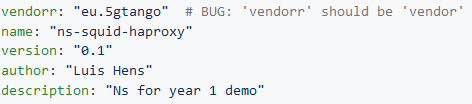 vendorr: "eu.5gtango"  # BUG: 'vendorr' should be 'vendor'
name: "ns-squid-haproxy"
version: "0.1"
author: "Luis Hens"
description: "Ns for year 1 demo"